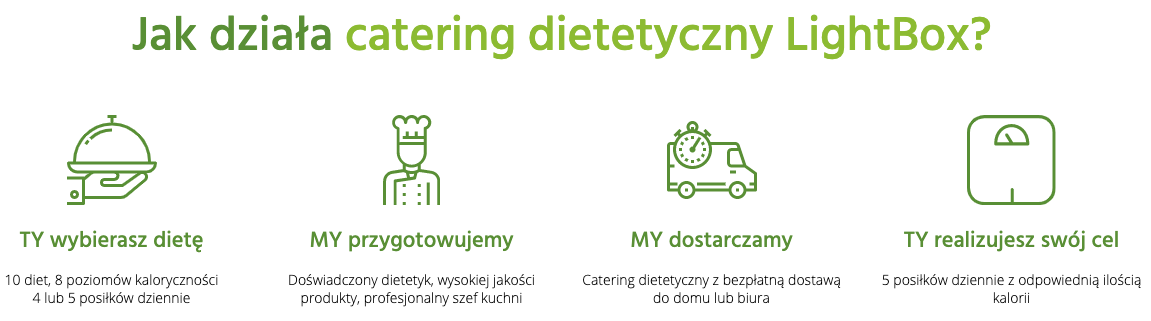 Jak działa catering dietetyczny LightBox?
TY wybierasz dietę
10 diet, 8 poziomów kaloryczności
4 lub 5 posiłków dziennie
MY przygotowujemy
Doświadczony dietetyk, wysokiej jakości
produkty, profesjonalny szef kuchni
MY dostarczamy
Catering dietetyczny z bezpłatną dostawą
do domu lub biura
TY realizujesz swój cel
5 posiłków dziennie z odpowiednią ilością
kalorii